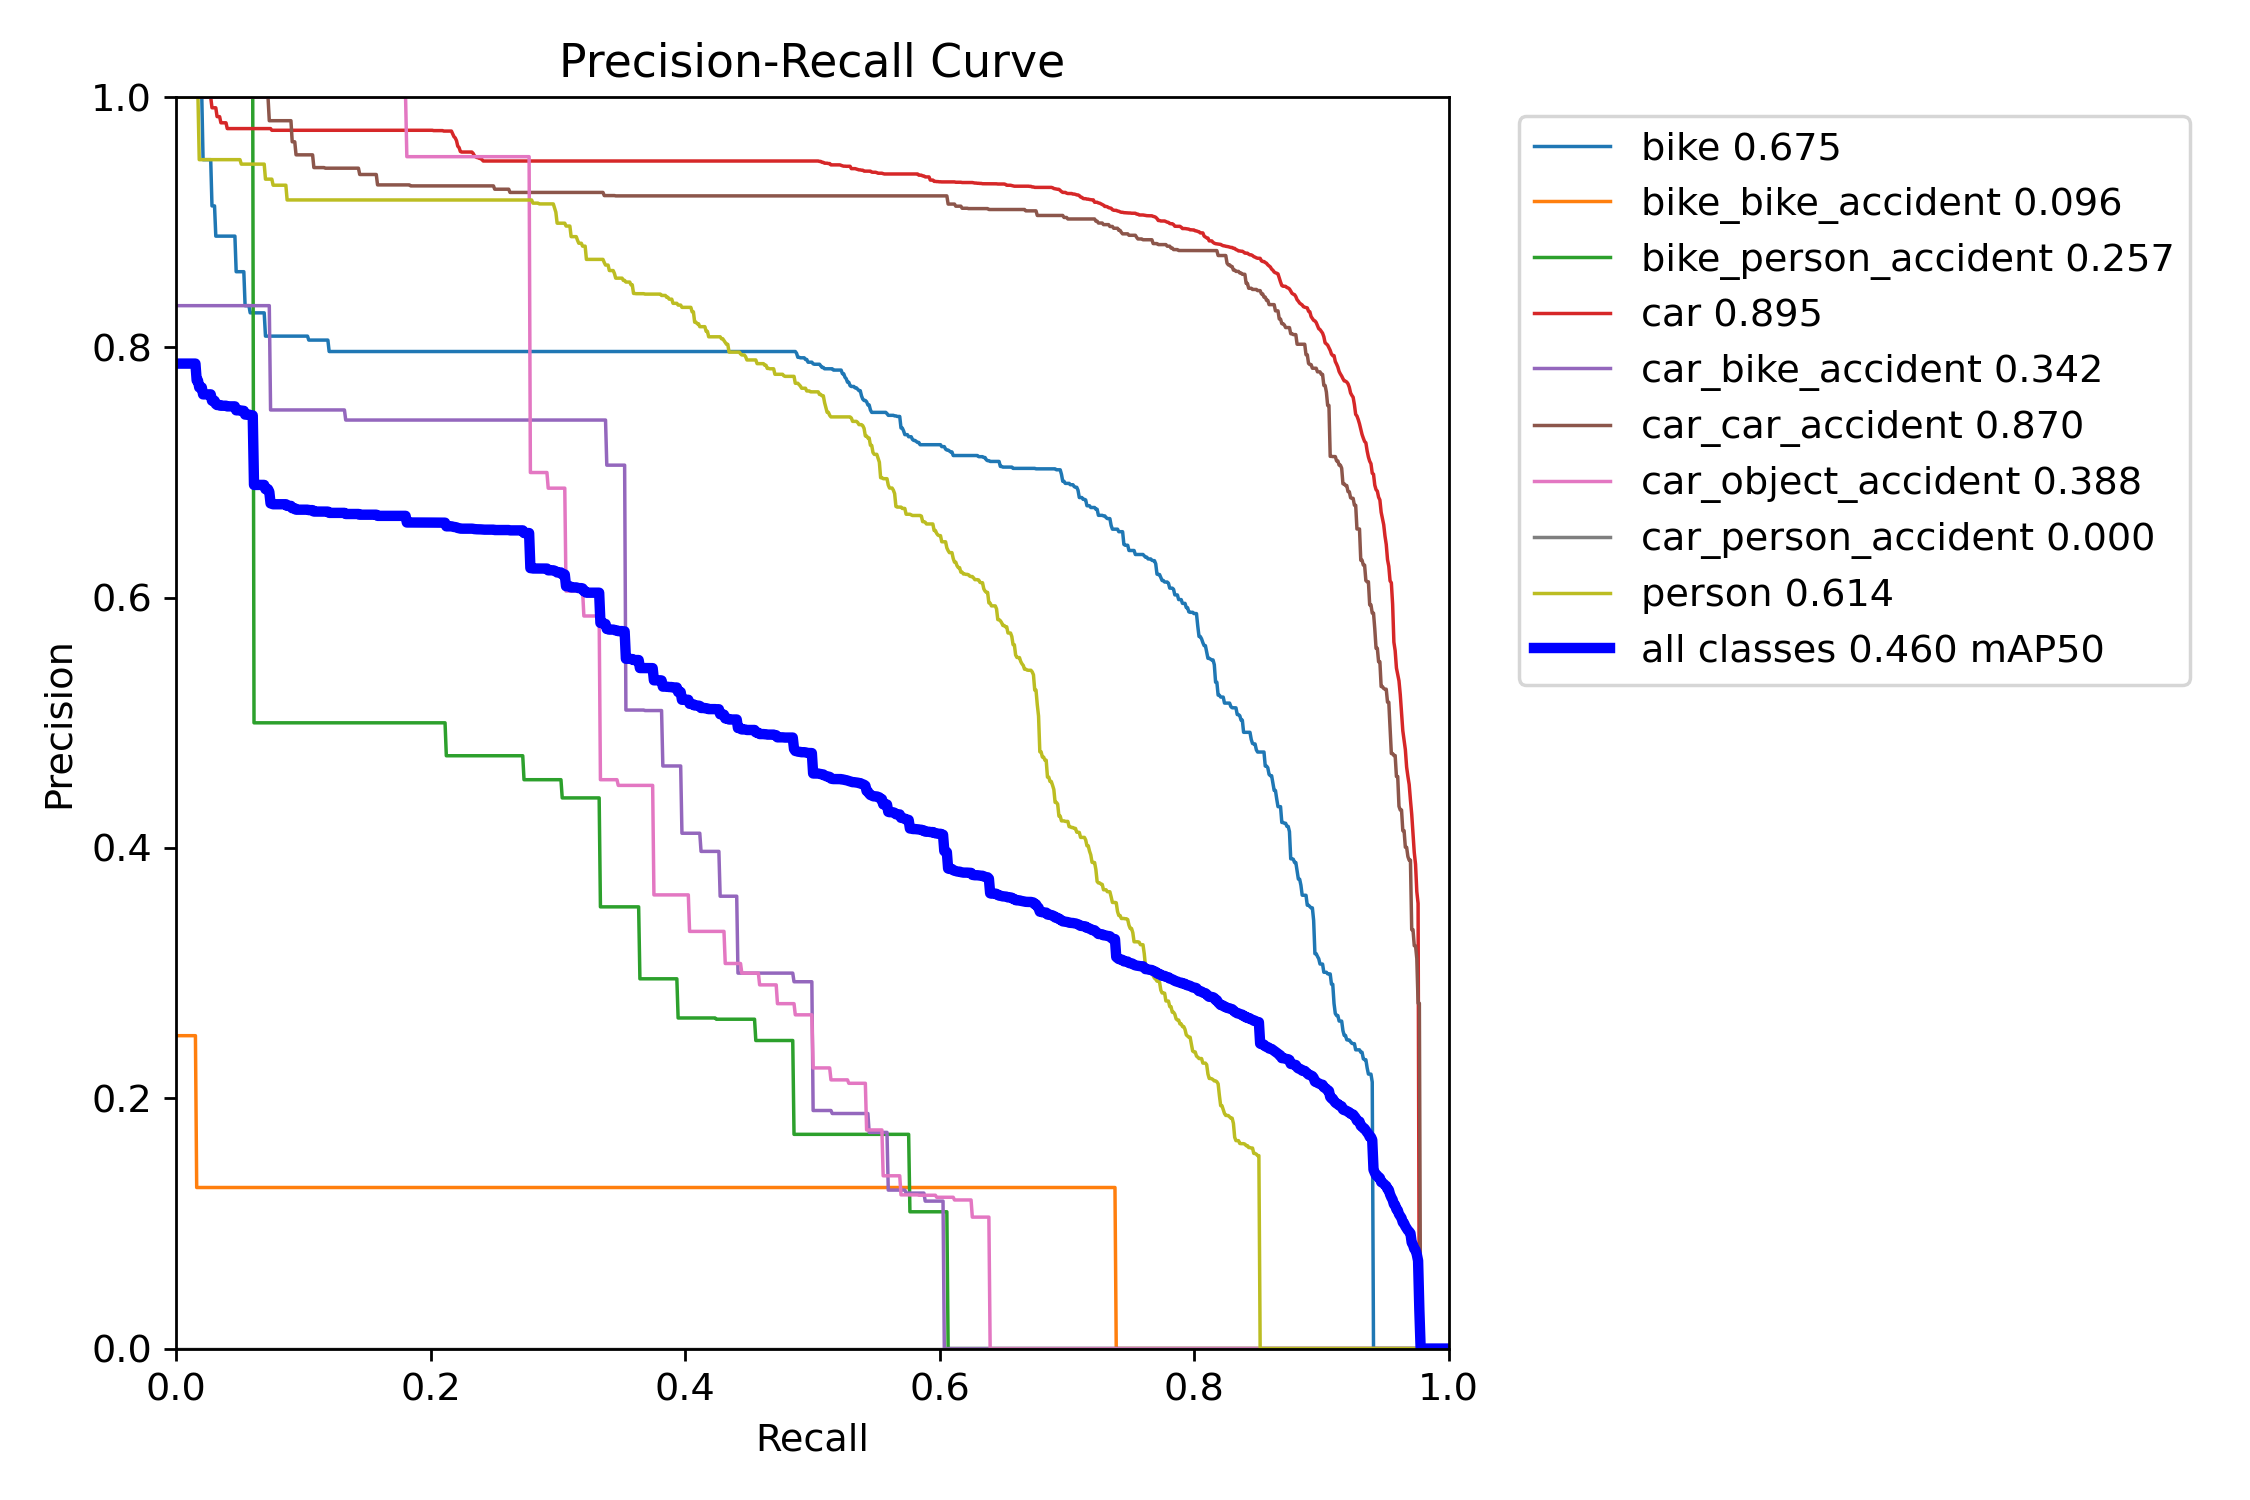 Precision-Recall Curve
1.0
0.8
0.6
0.4
0.2
0.0
Precision
0.0 0.2 0.4 0.6 0.8 1.0
Recall
bike 0.675
bike_bike_accident 0.096
bike_person_accident 0.257
car 0.895
car_bike_accident 0.342
car_car_accident 0.870
car_object_accident 0.388
car_person_accident 0.000
person 0.614
all classes 0.460 mAP50